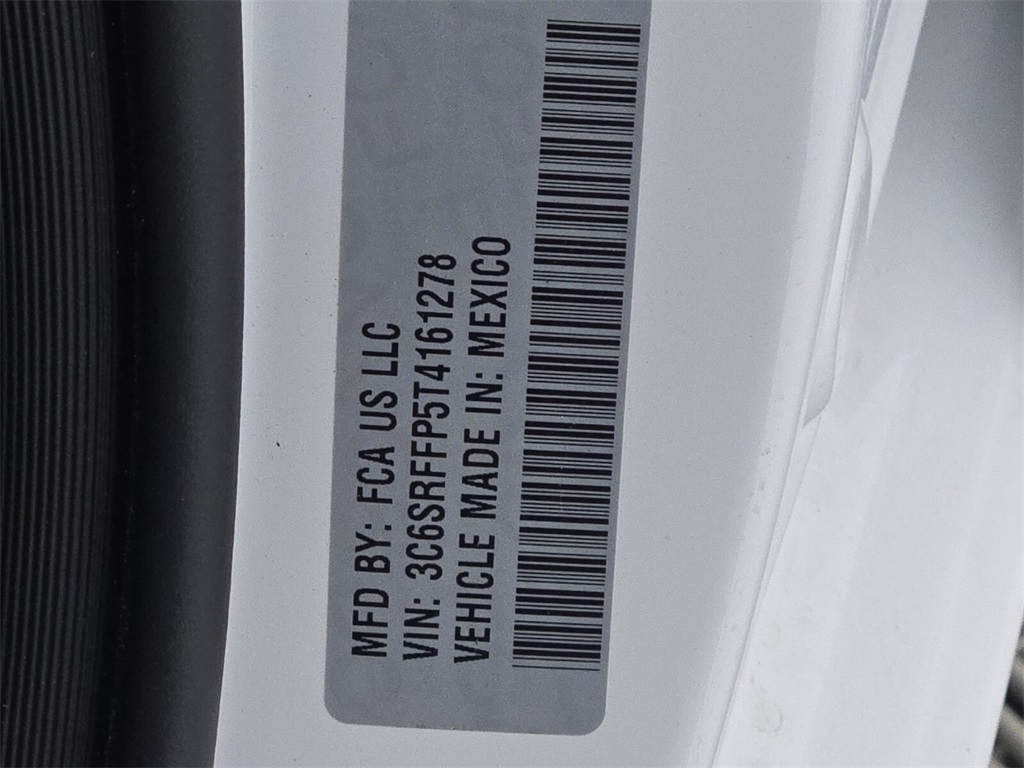 MFD BY: FCA US LLC
VIN: 3C6SRFFP5T4161278
VEHICLE MADE IN: MEXICO